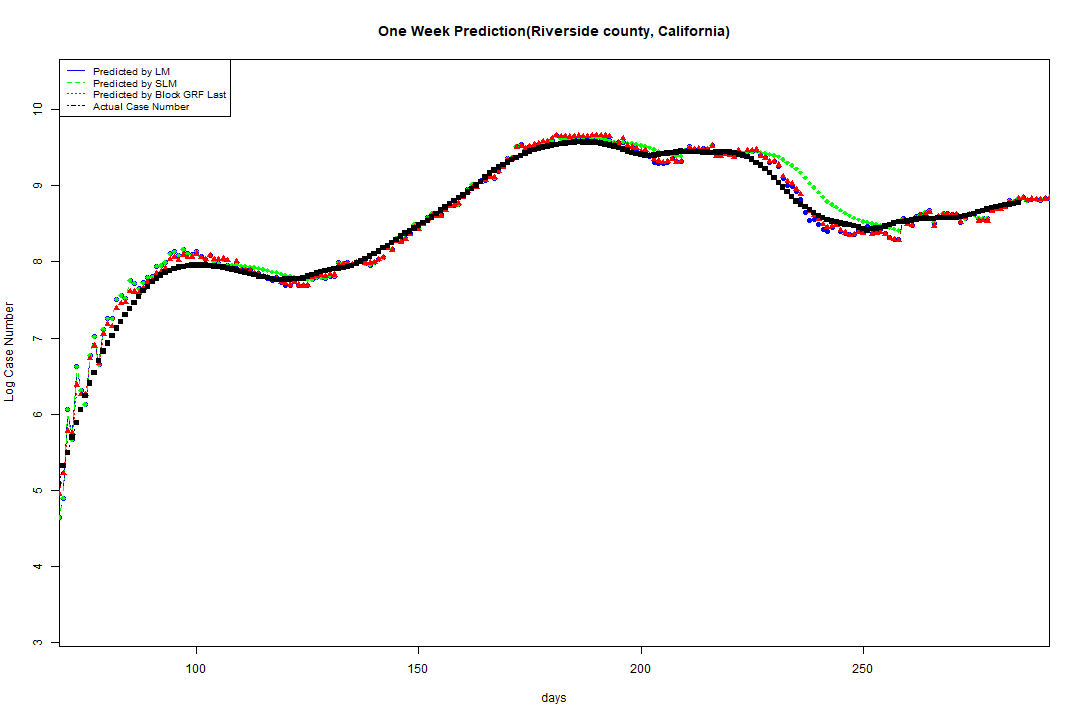 One Week Prediction(Riverside county, California)
Predicted by LM
Predicted by SLM
Predicted by Block GRF Last
Actual Case Number
10
9
8
7
6
5
4
3
Log Case Number
100 150 200 250
days